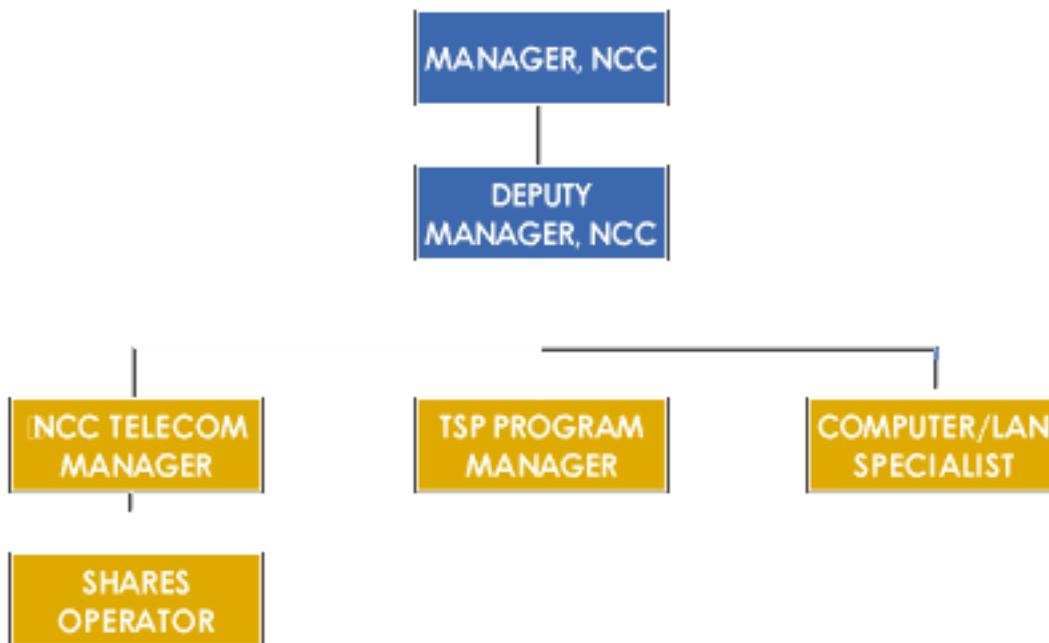 MANAGER, NCC
DEPUTY
MANAGER, NCC
NCC TELECOM
MANAGER
TSP PROGRAM
MANAGER
COMPUTER/LAN
SPECIALIST
SHARES
OPERATOR